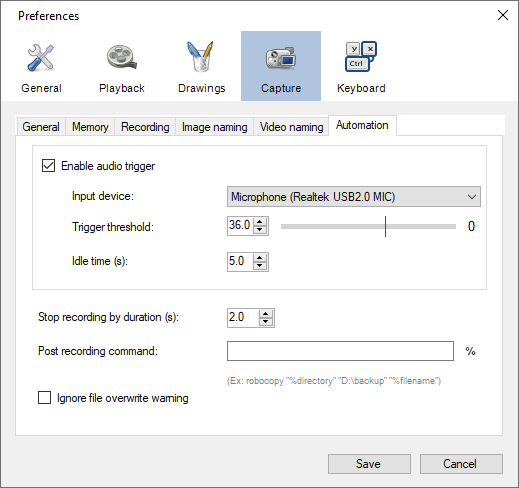 Preferences
General Playback Drawings Capture Keyboard
y x
Ctrl
General Memory Recording Image naming Video naming Automation
Enable audio trigger
Input device: Microphone (Realtek USB2.0 MIC)
Trigger threshold: 36.0 0
Idle time (s): 5.0
Stop recording by duration (s): 2.0
Post recording command: %
(Ex: robocopy "%directory" "D:\backup" "%filename")
Ignore file overwrite warning
Save Cancel